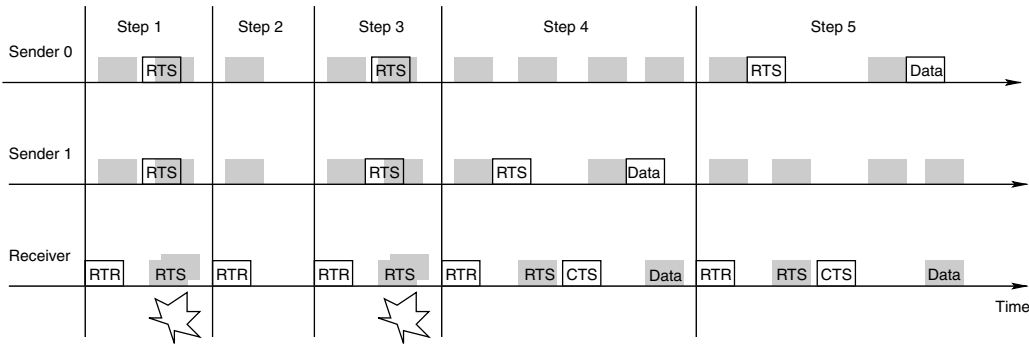 Step 1 Step 2 Step 3 Step 4 Step 5
Sender 0
RTS RTS RTS Data
Sender 1
RTS RTS RTS Data
Receiver
RTR RTS RTR RTR RTS RTR RTS CTS Data RTR RTS CTS Data
Time